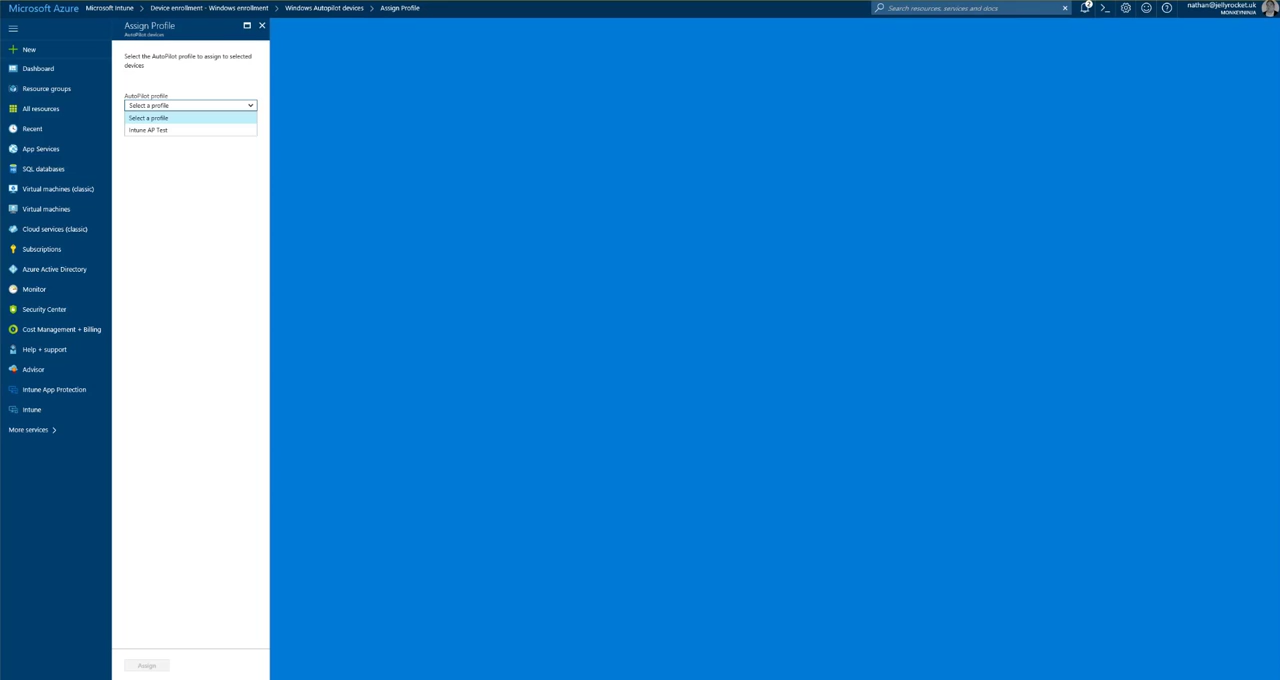 Microsoft Azure Microsoft Intune > Device enrollment - Windows enrollment > Windows Autopilot devices > Assign Profile
Search resources, services and docs
2
nathan@jellyrocket.uk
MONKEYNINJA
New
Dashboard
Resource groups
All resources
Recent
App Services
SQL databases
Virtual machines (classic)
Virtual machines
Cloud services (classic)
Subscriptions
Azure Active Directory
Monitor
Security Center
Cost Management + Billing
Help + support
Advisor
Intune App Protection
Intune
More services >
Assign Profile
AutoPilot devices
Select the AutoPilot profile to assign to selected
devices
AutoPilot profile
Select a profile
Select a profile
Intune AP Test
Assign